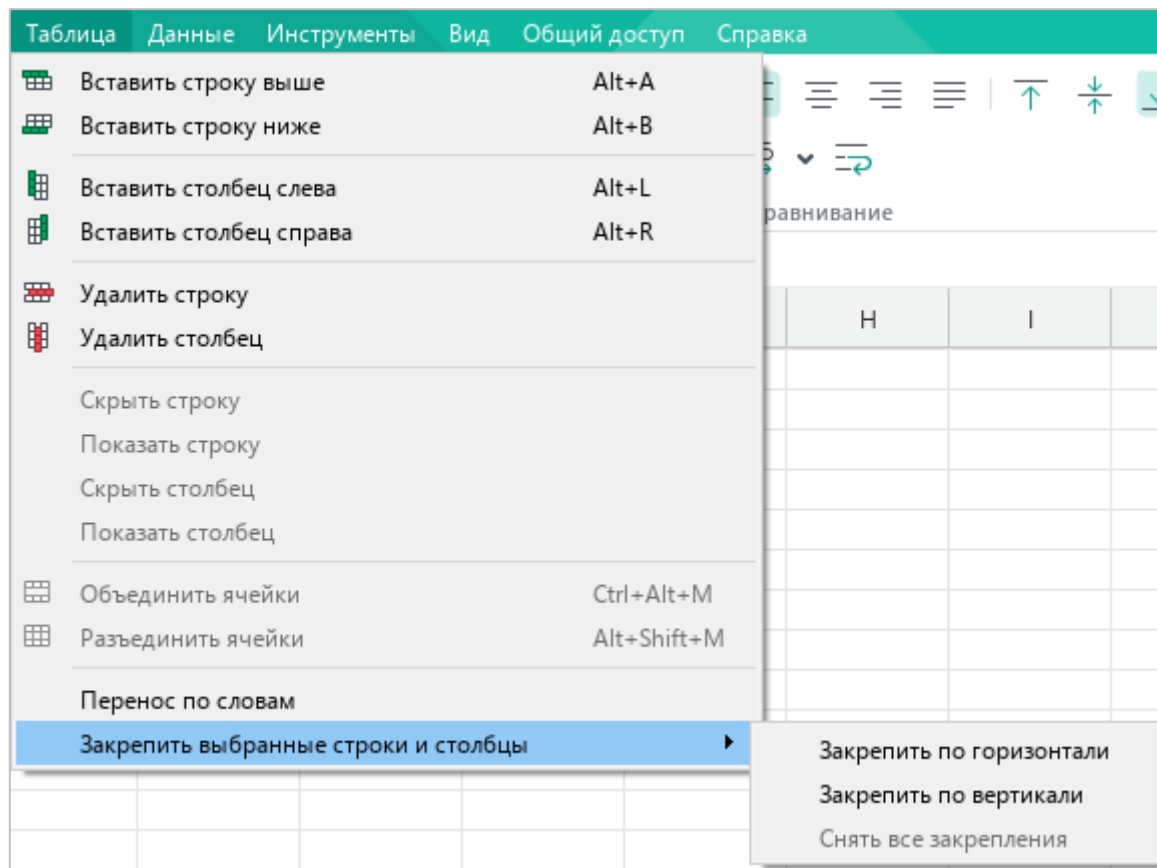 Таблица Данные Инструменты Вид Общий доступ Справка
Вставить строку выше Alt+A
Вставить строку ниже Alt+B
Вставить столбец слева Alt+L
Вставить столбец справа Alt+R
равнивание
Удалить строку
H I
Удалить столбец
Скрыть строку
Показать строку
Скрыть столбец
Показать столбец
Объединить ячейки Ctrl+Alt+M
Разъединить ячейки Alt+Shift+M
Перенос по словам
Закрепить выбранные строки и столбцы
Закрепить по горизонтали
Закрепить по вертикали
Снять все закрепления